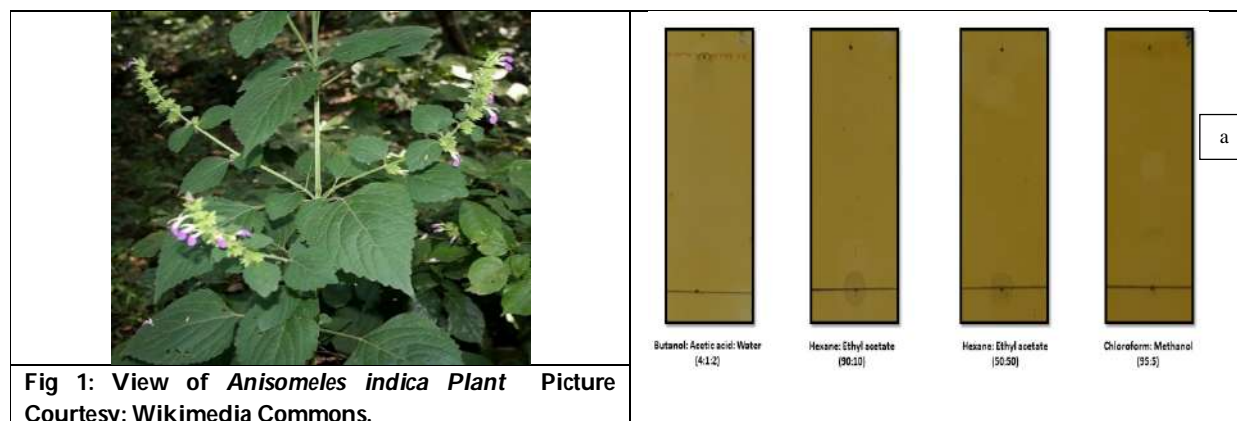 a
Butanol: Acetic acid: Water
(4:1:2)
Hexane: Ethyl acetate
(90:10)
Hexane: Ethyl acetate
(50:50)
Chloroform: Methanol
(95:5)
Fig 1: View of Anisomeles indica Plant Picture
Courtesy: Wikimedia Commons.